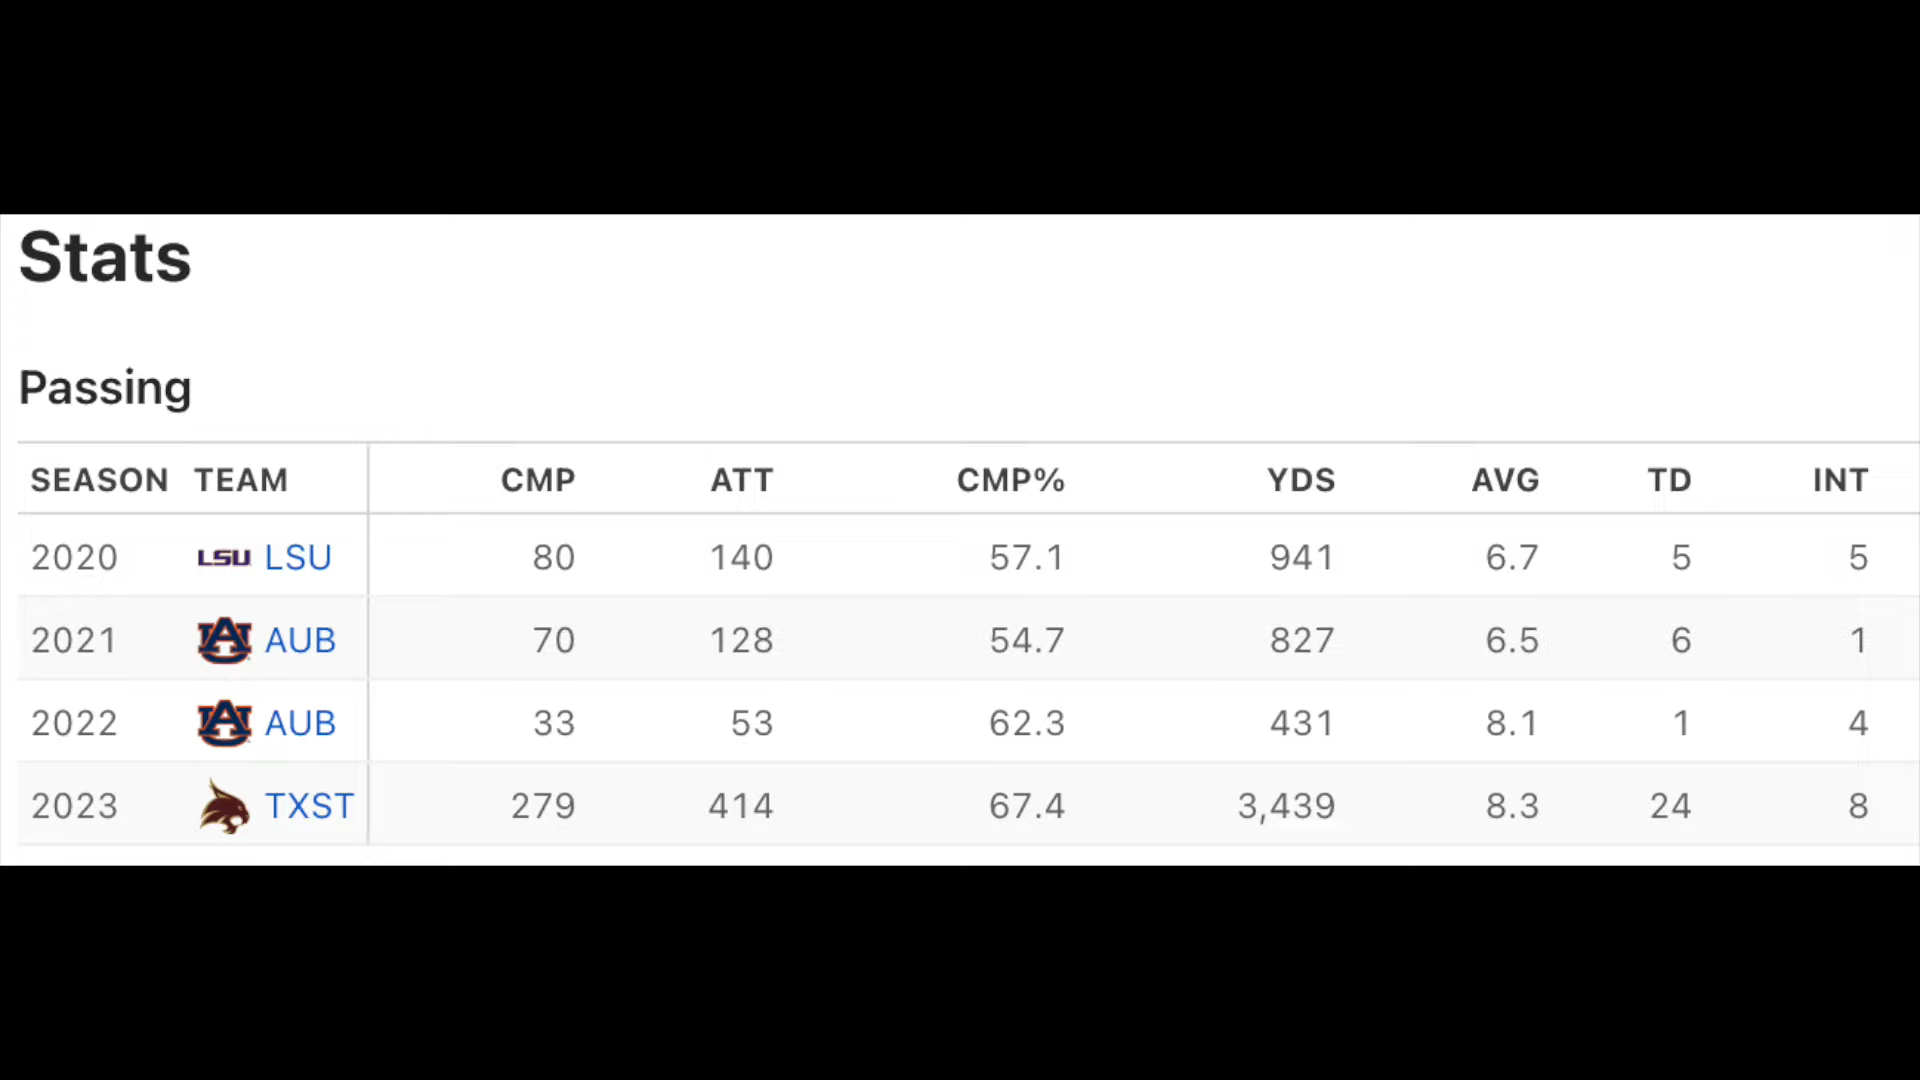 Stats
Passing
SEASON TEAM CMP ATT CMP% YDS AVG TD INT
2020 LSU LSU 80 140 57.1 941 6.7 5 5
2021 AU AUB 70 128 54.7 827 6.5 6 1
2022 AU AUB 33 53 62.3 431 8.1 1 4
2023 TXST 279 414 67.4 3,439 8.3 24 8